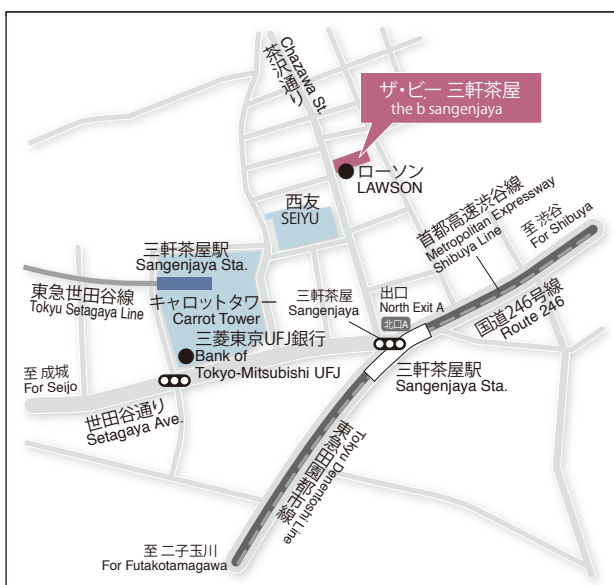 茶沢通り
Chazawa St.
ザ・ビー 三軒茶屋
the b sangenjaya
ローソン
LAWSON
西友
SEIYU
首都高速渋谷線
Metropolitan Expressway
Shibuya Line
至 渋谷
For Shibuya
三軒茶屋駅
Sangenjaya Sta.
東急世田谷線
Tokyu Setagaya Line
キャロットタワー
Carrot Tower
三軒茶屋
Sangenjaya
出口
North Exit A
北口A
国道246号線
Route 246
三菱東京UFJ銀行
Bank of
Tokyo-Mitsubishi UFJ
至 成城
For Seijo
世田谷通り
Setagaya Ave.
三軒茶屋駅
Sangenjaya Sta.
東急田園都市線
Tokyu Denentoshi Line
至 二子玉川
For Futakotamagawa